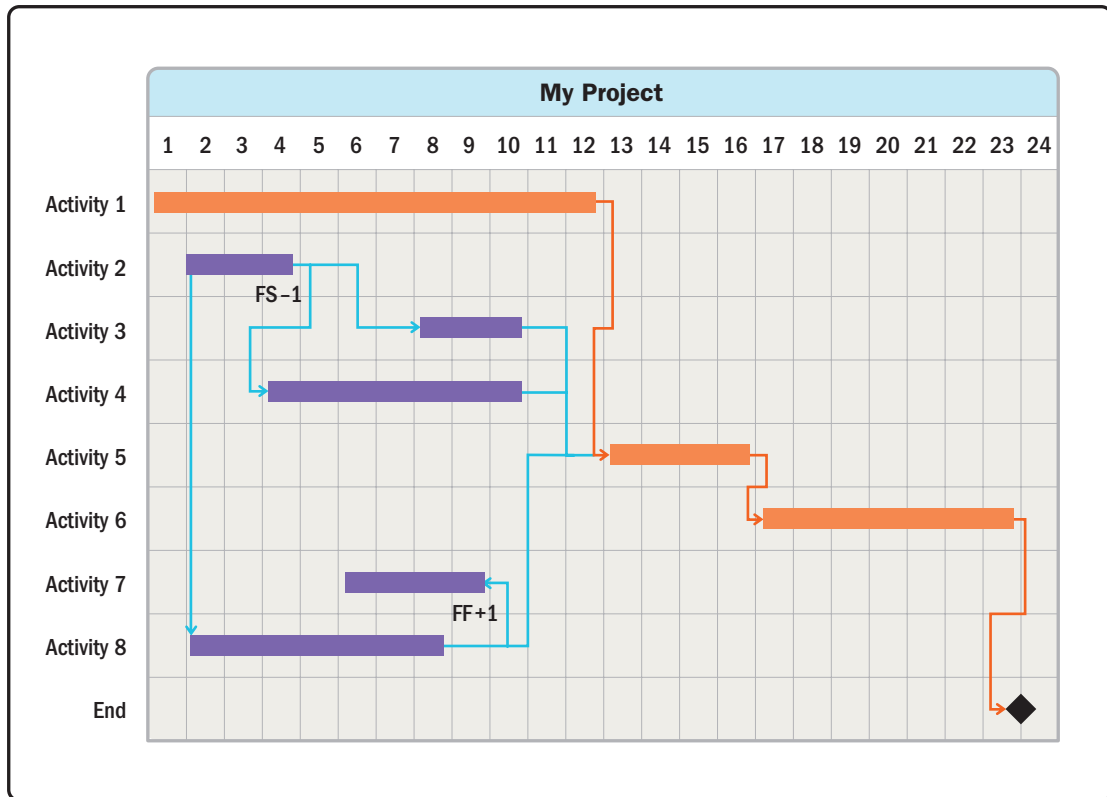 My Project
1 2 3 4 5 6 7 8 9 10 11 12 13 14 15 16 17 18 19 20 21 22 23 24
Activity 1
Activity 2
FS–1
Activity 3
Activity 4
Activity 5
Activity 6
Activity 7
FF+1
Activity 8
End